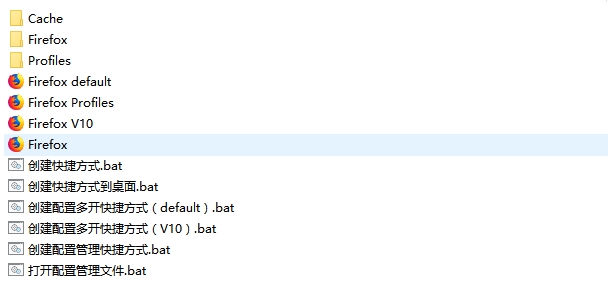 Cache
Firefox
Profiles
Firefox default
Firefox Profiles
Firefox V10
Firefox
创建快捷方式.bat
创建快捷方式到桌面.bat
创建配置多开快捷方式（default）.bat
创建配置多开快捷方式（V10）.bat
创建配置管理快捷方式.bat
打开配置管理文件.bat